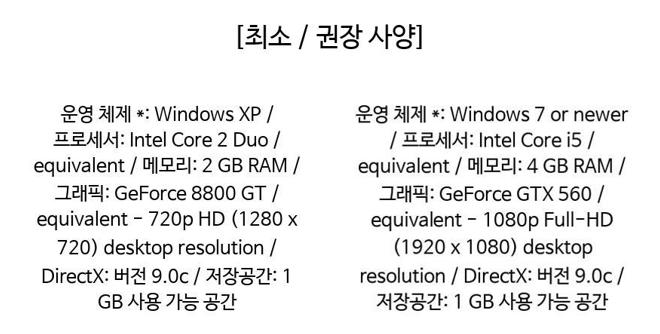 [최소 / 권장 사양]
운영 체제 *: Windows XP /
프로세서: Intel Core 2 Duo /
equivalent / 메모리: 2 GB RAM /
그래픽: GeForce 8800 GT /
equivalent - 720p HD (1280 x
720) desktop resolution /
DirectX: 버전 9.0c / 저장공간: 1
GB 사용 가능 공간
운영 체제 *: Windows 7 or newer
/ 프로세서: Intel Core i5 /
equivalent / 메모리: 4 GB RAM /
그래픽: GeForce GTX 560 /
equivalent - 1080p Full-HD
(1920 x 1080) desktop
resolution / DirectX: 버전 9.0c /
저장공간: 1 GB 사용 가능 공간